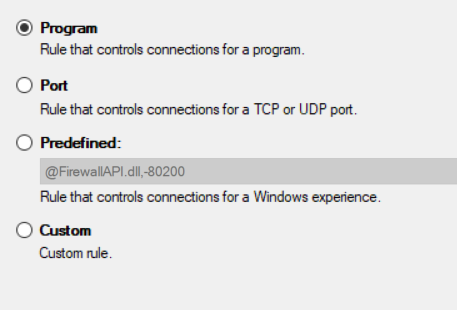 Program
Rule that controls connections for a program.
Port
Rule that controls connections for a TCP or UDP port.
Predefined:
@FirewallAPI.dll,-80200
Rule that controls connections for a Windows experience.
Custom
Custom rule.